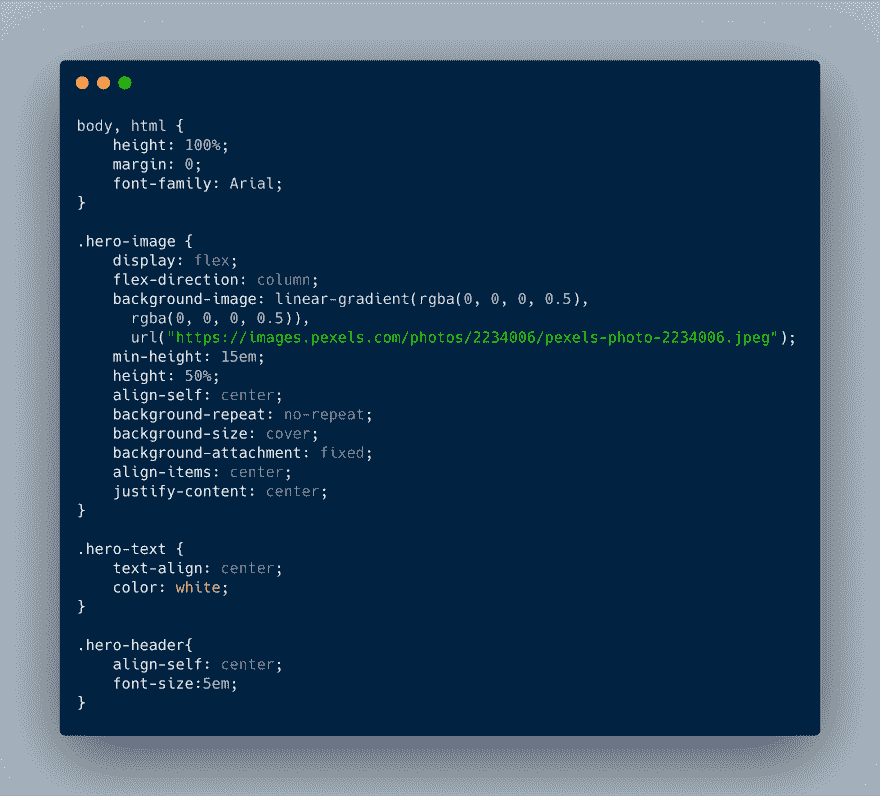 body, html {
    height: 100%;
    margin: 0;
    font-family: Arial;
}

.hero-image {
    display: flex;
    flex-direction: column;
    background-image: linear-gradient(rgba(0, 0, 0, 0.5),
      rgba(0, 0, 0, 0.5)),
      url("https://images.pexels.com/photos/2234006/pexels-photo-2234006.jpeg");
    min-height: 15em;
    height: 50%;
    align-self: center;
    background-repeat: no-repeat;
    background-size: cover;
    background-attachment: fixed;
    align-items: center;
    justify-content: center;
}

.hero-text {
    text-align: center;
    color: white;
}

.hero-header{
    align-self: center;
    font-size:5em;
}